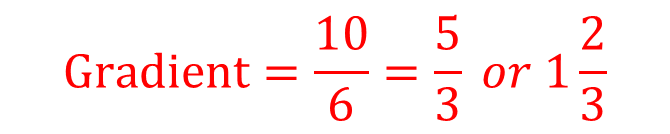 Gradient = 10/6 = 5/3 or 1 2/3